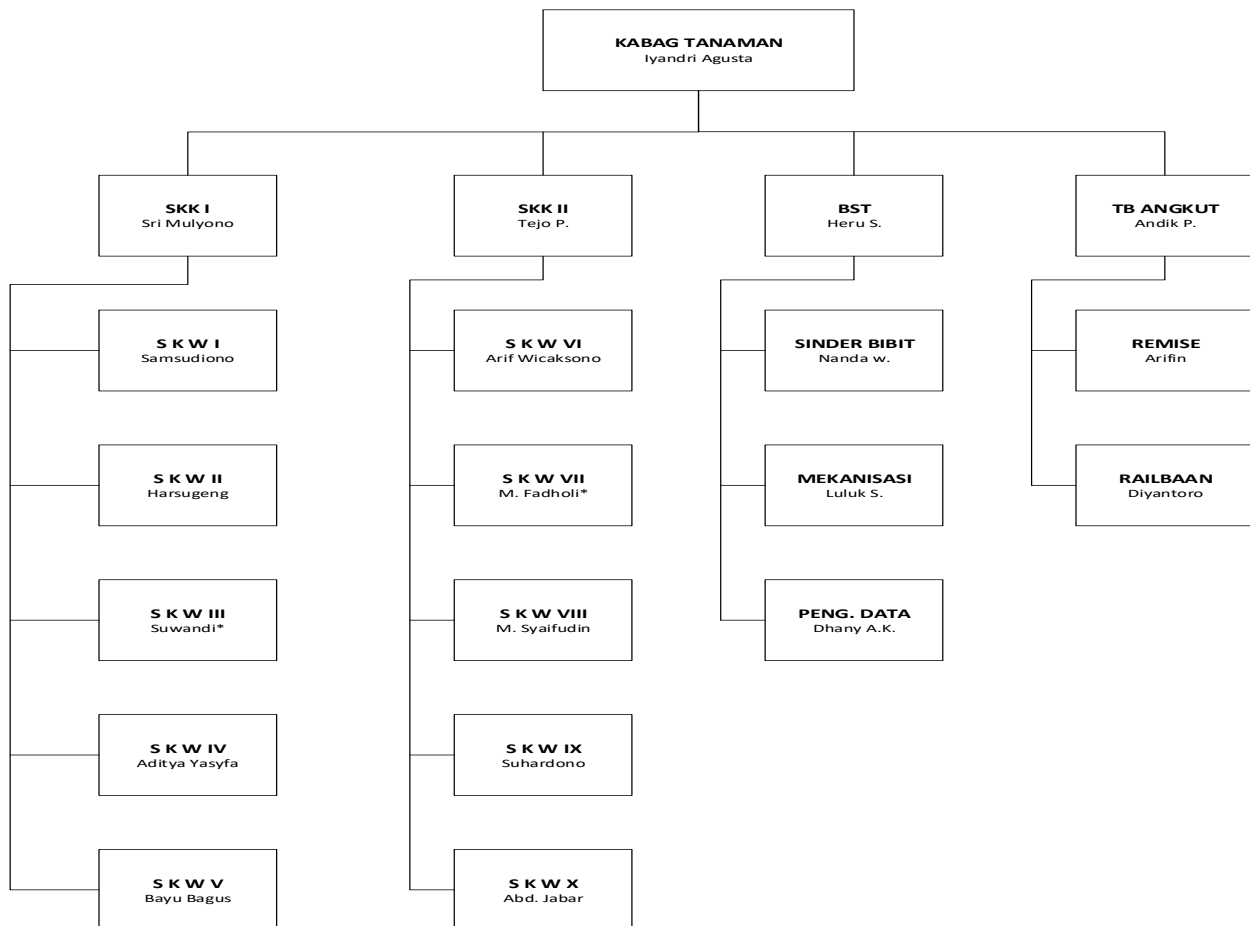 KABAG TANAMAN
Iyandri Agusta
SKK I
Sri Mulyono
SKK II
Tejo P.
BST
Heru S.
TB ANGKUT
Andik P.
S K W I
Samsudiono
S K W VI
Arif Wicaksono
SINDER BIBIT
Nanda w.
REMISE
Arifin
S K W II
Harsugeng
S K W VII
M. Fadholi*
MEKANISASI
Luluk S.
RAILBAAN
Diyantoro
S K W III
Suwandi*
S K W VIII
M. Syaifudin
PENG. DATA
Dhany A.K.
S K W IV
Aditya Yasyfa
S K W IX
Suhardono
S K W V
Bayu Bagus
S K W X
Abd. Jabar